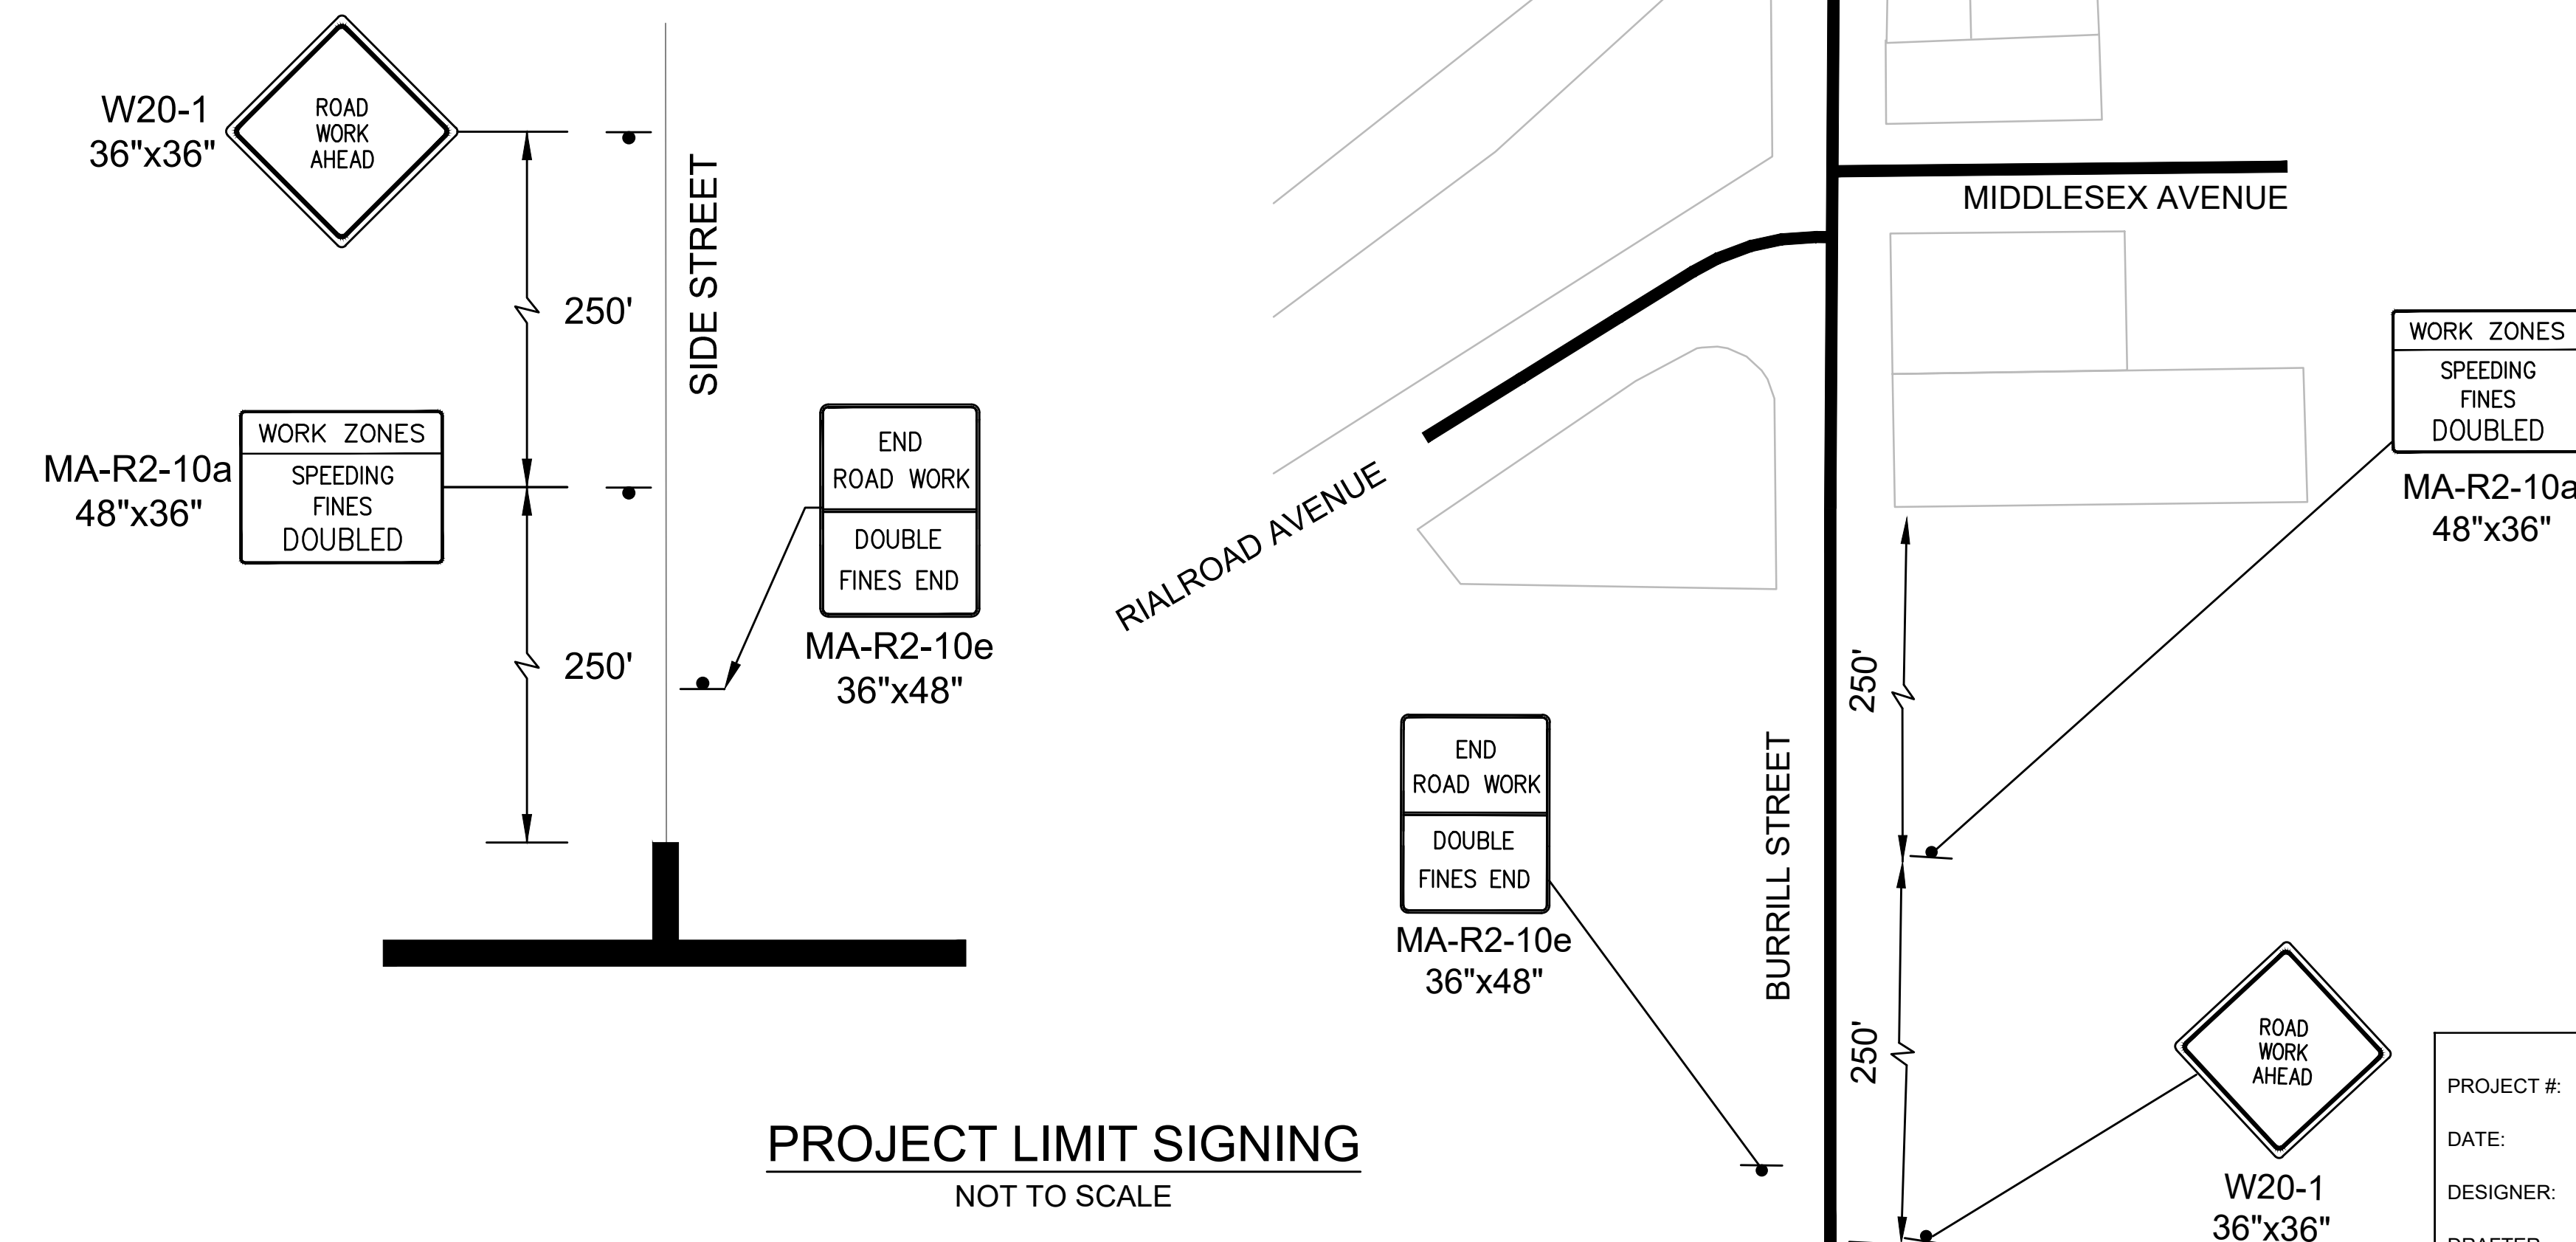 W20-1
36"x36"
ROAD
WORK
AHEAD
250'
SIDE STREET
MA-R2-10a
48"x36"
WORK ZONES
SPEEDING
FINES
DOUBLED
250'
END
ROAD WORK
DOUBLE
FINES END
MA-R2-10e
36"x48"
PROJECT LIMIT SIGNING
NOT TO SCALE
MIDDLESEX AVENUE
RIALROAD AVENUE
WORK ZONES
SPEEDING
FINES
DOUBLED
MA-R2-10a
48"x36"
250'
BURRILL STREET
END
ROAD WORK
DOUBLE
FINES END
MA-R2-10e
36"x48"
250'
ROAD
WORK
AHEAD
W20-1
36"x36"
PROJECT #:
DATE:
DESIGNER: